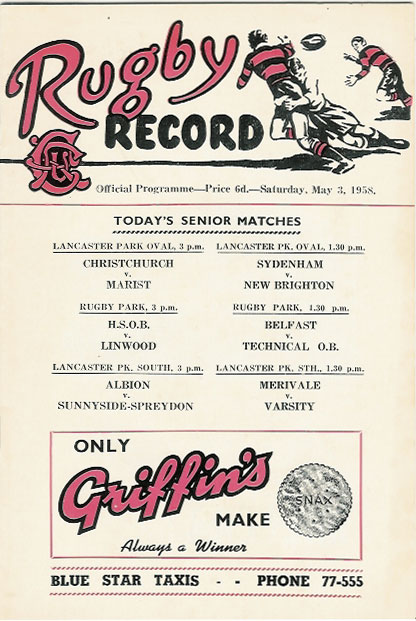 Rugby
RECORD
Official Programme—Price 6d.—Saturday, May 3, 1958.
TODAY'S SENIOR MATCHES
LANCASTER PARK OVAL, 3 p.m.
CHRISTCHURCH
v.
MARIST
LANCASTER PK. OVAL, 1.30 p.m.
SYDENHAM
v.
NEW BRIGHTON
RUGBY PARK, 3 p.m.
H.S.O.B.
v.
LINWOOD
RUGBY PARK, 1.30 p.m.
BELFAST
v.
TECHNICAL O.B.
LANCASTER PK. SOUTH, 3 p.m.
ALBION
v.
SUNNYSIDE-SPREYDON
LANCASTER PK. STH., 1.30 p.m.
MERIVALE
v.
VARSITY
ONLY
Griffin's
MAKE
SNAX
Always a Winner
BLUE STAR TAXIS - - PHONE 77-555